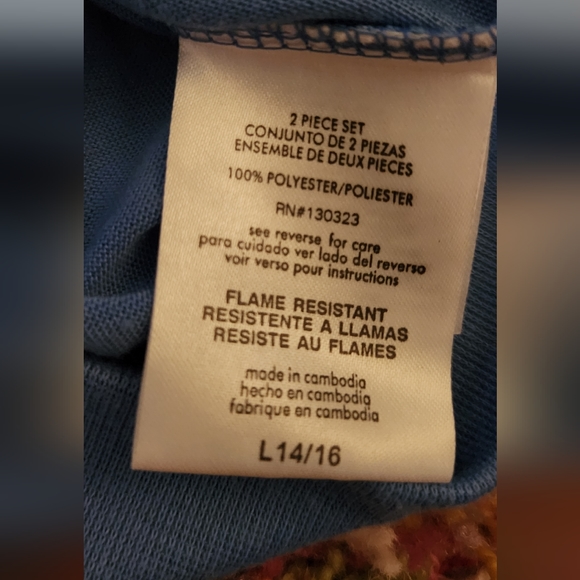 2 PIECE SET
CONJUNTO DE 2 PIEZAS
ENSEMBLE DE DEUX PIECES
100% POLYESTER/POLIESTER
RN#130323
see reverse for care
para cuidado ver lado del reverso
voir verso pour instructions
FLAME RESISTANT
RESISTENTE A LLAMAS
RESISTE AU FLAMES
made in cambodia
hecho en cambodia
fabrique en cambodia
L14/16